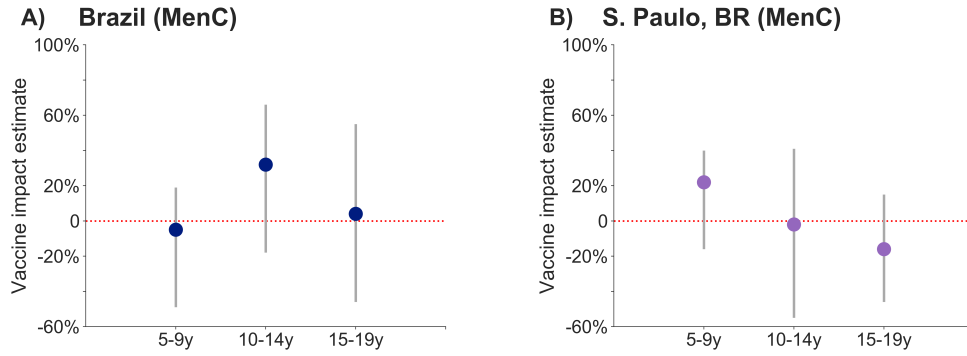 A) Brazil (MenC)
Vaccine impact estimate
100%
60%
20%
0
-20%
-60%
5-9y 10-14y 15-19y
B) S. Paulo, BR (MenC)
Vaccine impact estimate
100%
60%
20%
0
-20%
-60%
5-9y 10-14y 15-19y